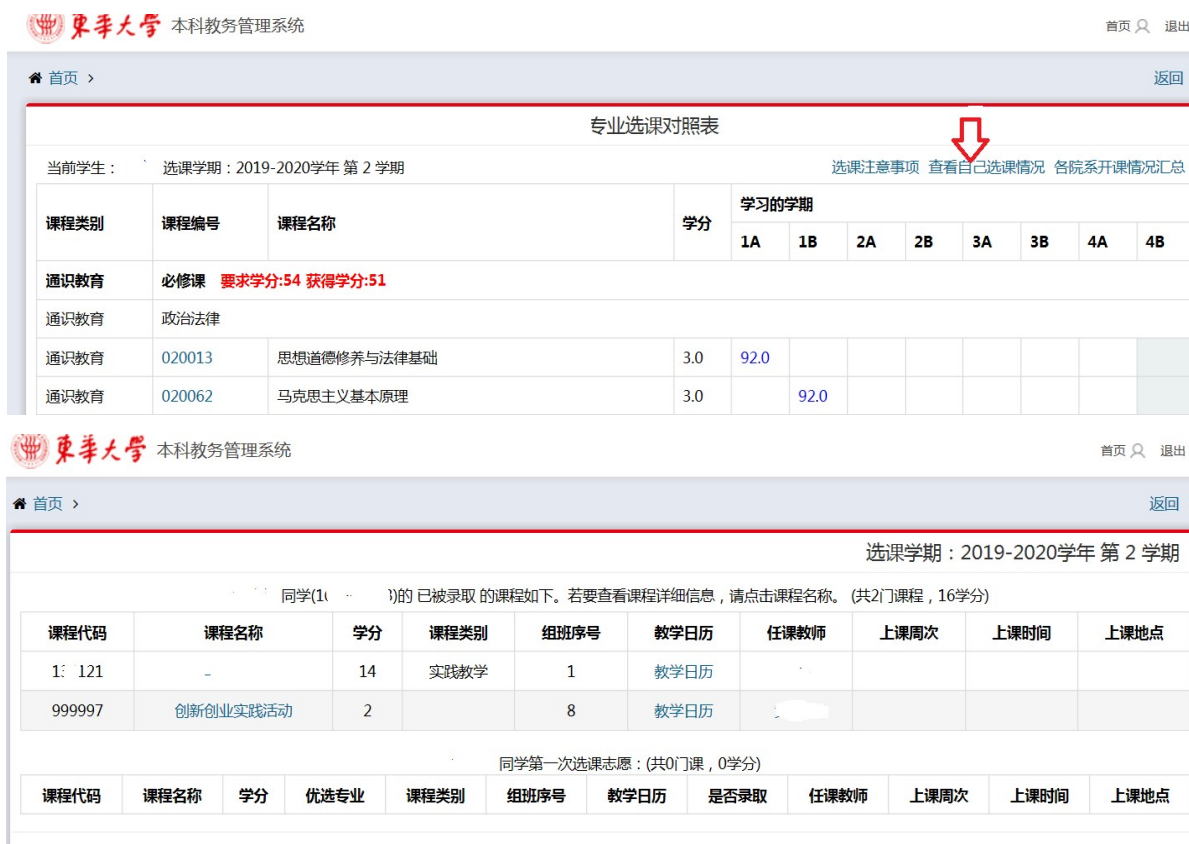 東华大学 本科教务管理系统 首页 退出
首页 > 返回
专业选课对照表
当前学生： 选课学期：2019-2020学年 第 2 学期 选课注意事项 查看自己选课情况 各院系开课情况汇总
课程类别 课程编号 课程名称 学分 学习的学期
1A 1B 2A 2B 3A 3B 4A 4B
通识教育 必修课 要求学分:54 获得学分:51
通识教育 政治法律
通识教育 020013 思想道德修养与法律基础 3.0 92.0
通识教育 020062 马克思主义基本原理 3.0 92.0
東华大学 本科教务管理系统 首页 退出
首页 > 返回
选课学期：2019-2020学年 第 2 学期
同学(1 )的 已被录取 的课程如下。若要查看课程详细信息，请点击课程名称。 (共2门课程，16学分)
课程代码 课程名称 学分 课程类别 组班序号 教学日历 任课教师 上课周次 上课时间 上课地点
121 14 实践教学 1 教学日历
999997 创新创业实践活动 2 8 教学日历
同学第一次选课志愿：(共0门课，0学分)
课程代码 课程名称 学分 优选专业 课程类别 组班序号 教学日历 是否录取 任课教师 上课周次 上课时间 上课地点